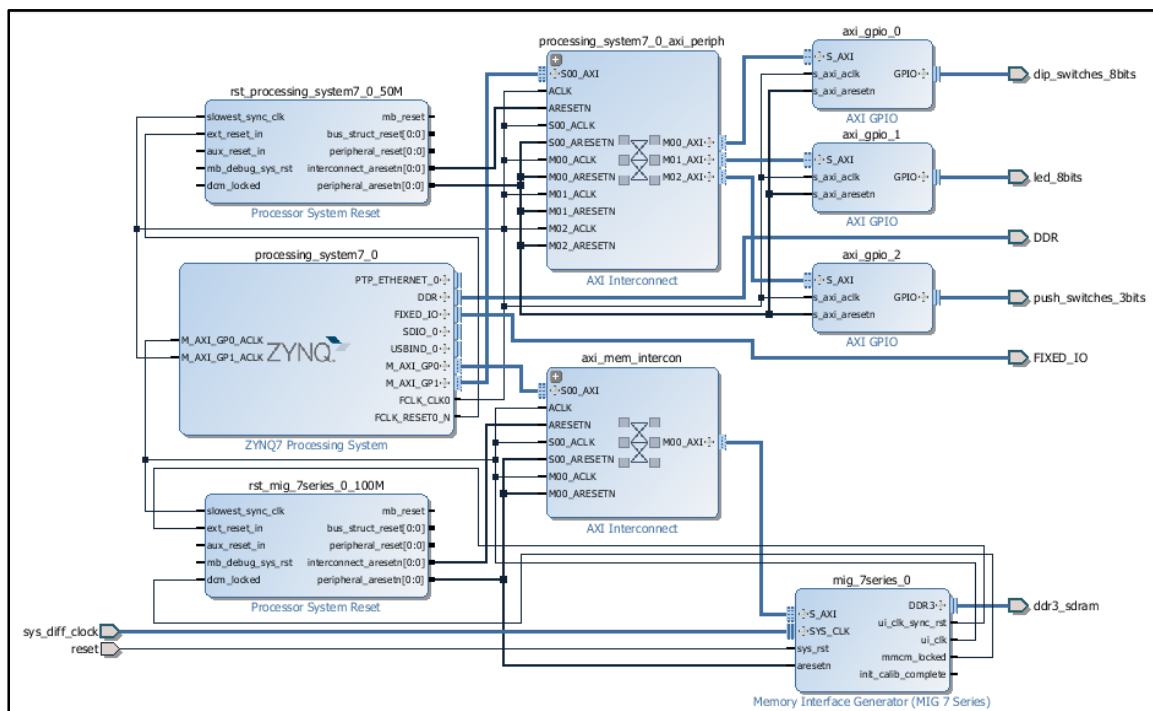 processing_system7_0_axi_periph
S00_AXI
ACLK
ARESETN
S00_ACLK
S00_ARESETN
M00_ACLK
M00_ARESETN
M01_ACLK
M01_ARESETN
M02_ACLK
M02_ARESETN
M00_AXI
M01_AXI
M02_AXI
AXI Interconnect
axi_gpio_0
S_AXI
s_axi_aclk
s_axi_aresetn
GPIO
AXI GPIO
dip_switches_8bits
axi_gpio_1
S_AXI
s_axi_aclk
s_axi_aresetn
GPIO
AXI GPIO
led_8bits
DDR
axi_gpio_2
S_AXI
s_axi_aclk
s_axi_aresetn
GPIO
AXI GPIO
push_switches_3bits
FIXED_IO
rst_processing_system7_0_50M
slowest_sync_clk
ext_reset_in
aux_reset_in
mb_debug_sys_rst
dcm_locked
mb_reset
bus_struct_reset[0:0]
peripheral_reset[0:0]
interconnect_aresetn[0:0]
peripheral_aresetn[0:0]
Processor System Reset
processing_system7_0
M_AXI_GP0_ACLK
M_AXI_GP1_ACLK
ZYNQ
PTP_ETHERNET_0
DDR
FIXED_IO
SDIO_0
USBIND_0
M_AXI_GP0
M_AXI_GP1
FCLK_CLK0
FCLK_RESET0_N
ZYNQ7 Processing System
axi_mem_intercon
S00_AXI
ACLK
ARESETN
S00_ACLK
S00_ARESETN
M00_ACLK
M00_ARESETN
M00_AXI
AXI Interconnect
rst_mig_7series_0_100M
slowest_sync_clk
ext_reset_in
aux_reset_in
mb_debug_sys_rst
dcm_locked
mb_reset
bus_struct_reset[0:0]
peripheral_reset[0:0]
interconnect_aresetn[0:0]
peripheral_aresetn[0:0]
Processor System Reset
sys_diff_clock
reset
mig_7series_0
S_AXI
SYS_CLK
sys_rst
aresetn
DDR3
ui_clk_sync_rst
ui_clk
mmcm_locked
init_calib_complete
Memory Interface Generator (MIG 7 Series)
ddr3_sdram